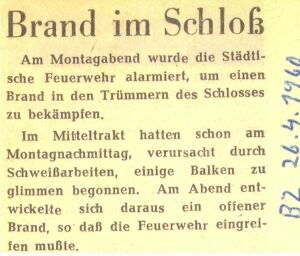 Brand im Schloß
Am Montagabend wurde die Städti-
sche Feuerwehr alarmiert, um einen
Brand in den Trümmern des Schlosses
zu bekämpfen.
Im Mitteltrakt hatten schon am
Montagnachmittag, verursacht durch
Schweißarbeiten, einige Balken zu
glimmen begonnen. Am Abend ent-
wickelte sich daraus ein offener
Brand, so daß die Feuerwehr eingrei-
fen mußte.
BZ 26.4.1960